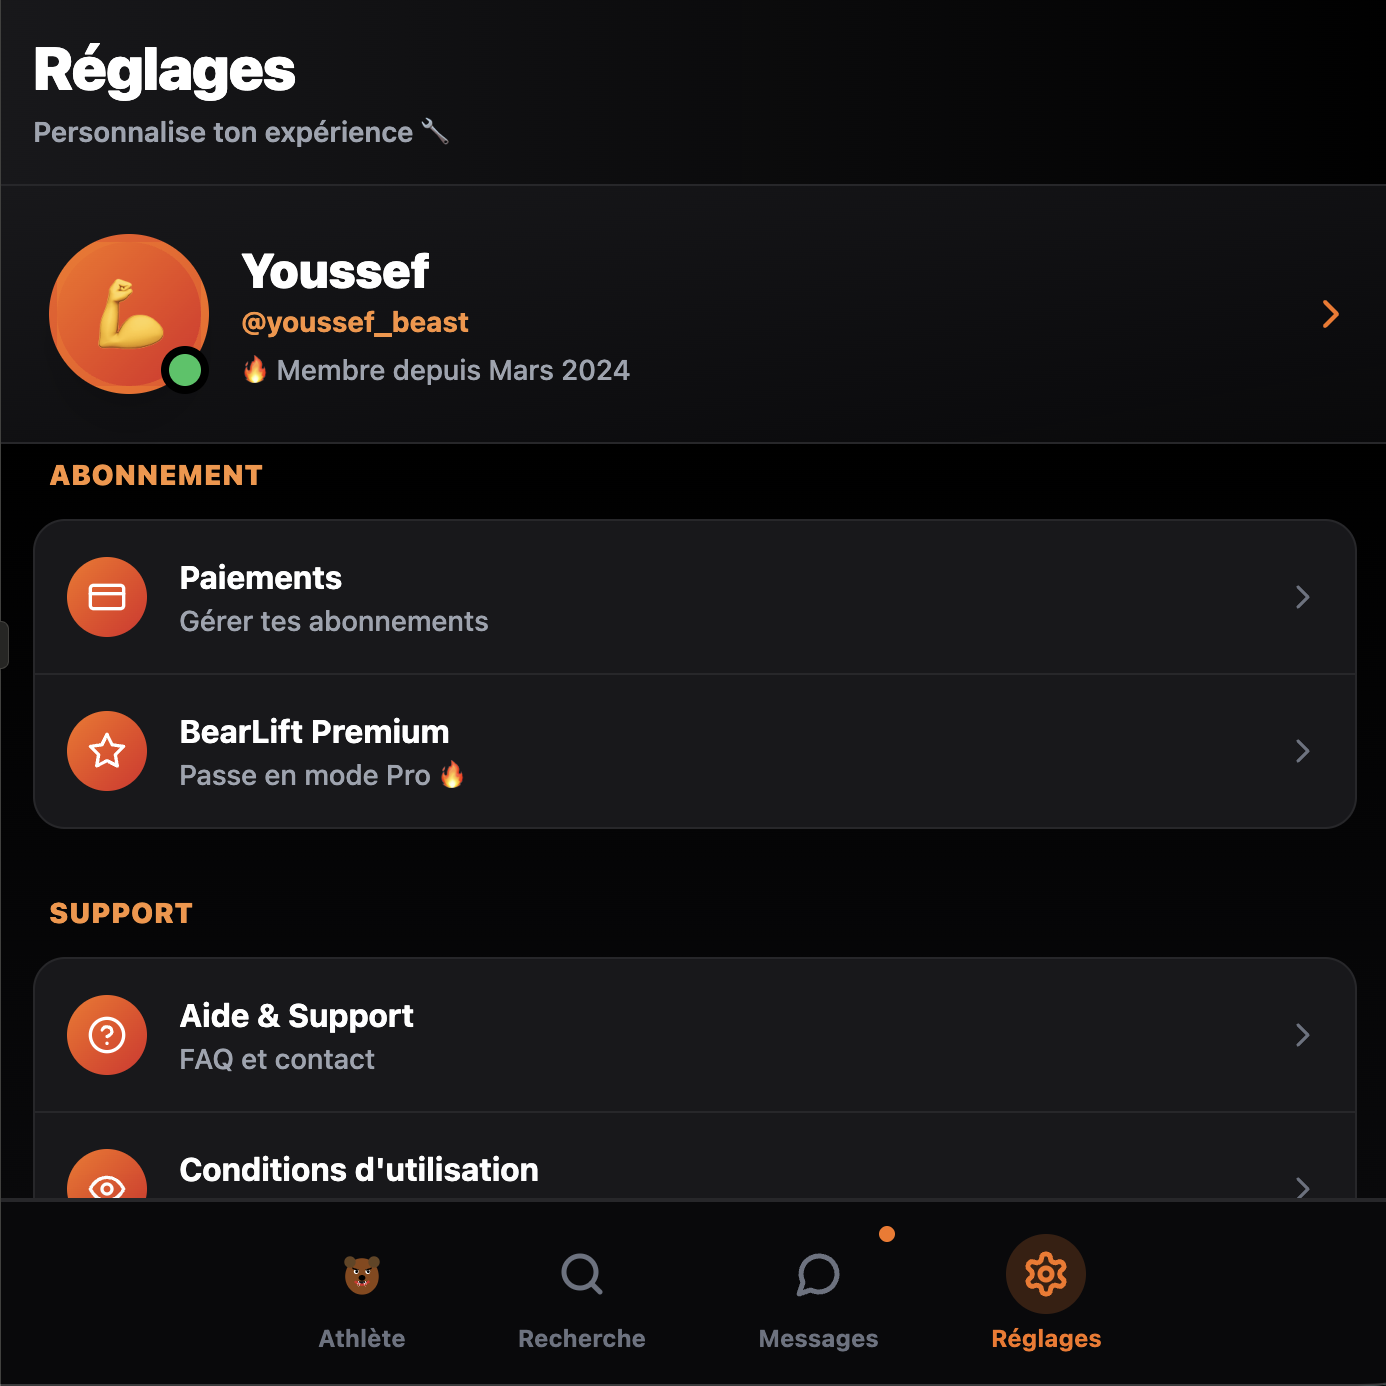 Réglages
Personnalise ton expérience 🔧
Youssef
@youssef_beast
🔥 Membre depuis Mars 2024
ABONNEMENT
Paiements
Gérer tes abonnements
BearLift Premium
Passe en mode Pro 🔥
SUPPORT
Aide & Support
FAQ et contact
Conditions d'utilisation
Athlète
Recherche
Messages
Réglages